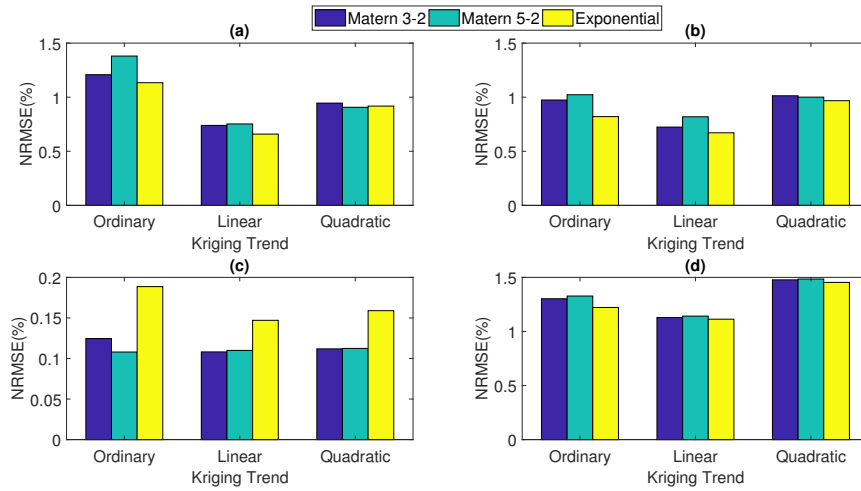 Matern 3-2 Matern 5-2 Exponential
(a)
1.5
1
0.5
0
NRMSE(%)
Ordinary Linear Quadratic
Kriging Trend
(b)
1.5
1
0.5
0
NRMSE(%)
Ordinary Linear Quadratic
Kriging Trend
(c)
0.2
0.15
0.1
0.05
0
NRMSE(%)
Ordinary Linear Quadratic
Kriging Trend
(d)
1.5
1
0.5
0
NRMSE(%)
Ordinary Linear Quadratic
Kriging Trend